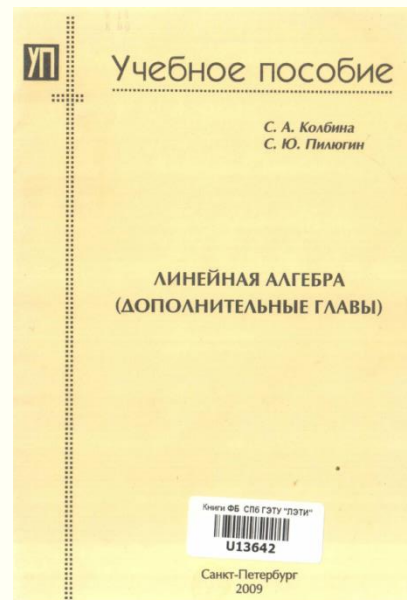 УП
Учебное пособие
С. А. Колбина
С. Ю. Пилюгин
ЛИНЕЙНАЯ АЛГЕБРА
(ДОПОЛНИТЕЛЬНЫЕ ГЛАВЫ)
Книги ФБ СПб ГЭТУ "ЛЭТИ"
U13642
Санкт-Петербург
2009